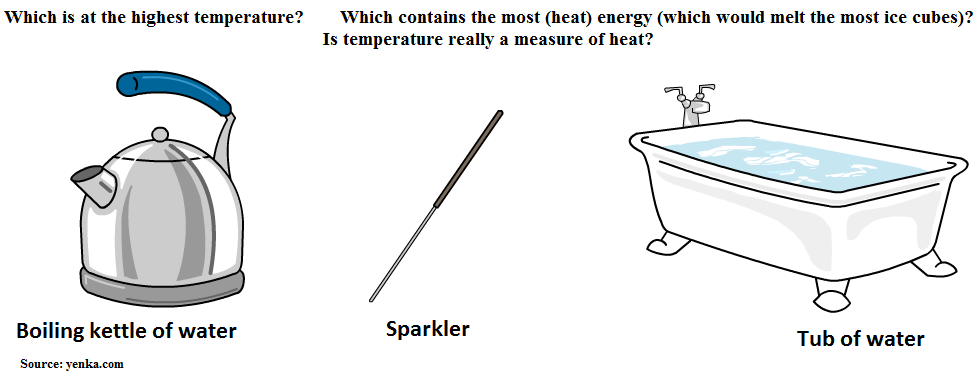 Which is at the highest temperature? Which contains the most (heat) energy (which would melt the most ice cubes)?
Is temperature really a measure of heat?
Boiling kettle of water
Sparkler
Tub of water
Source: yenka.com